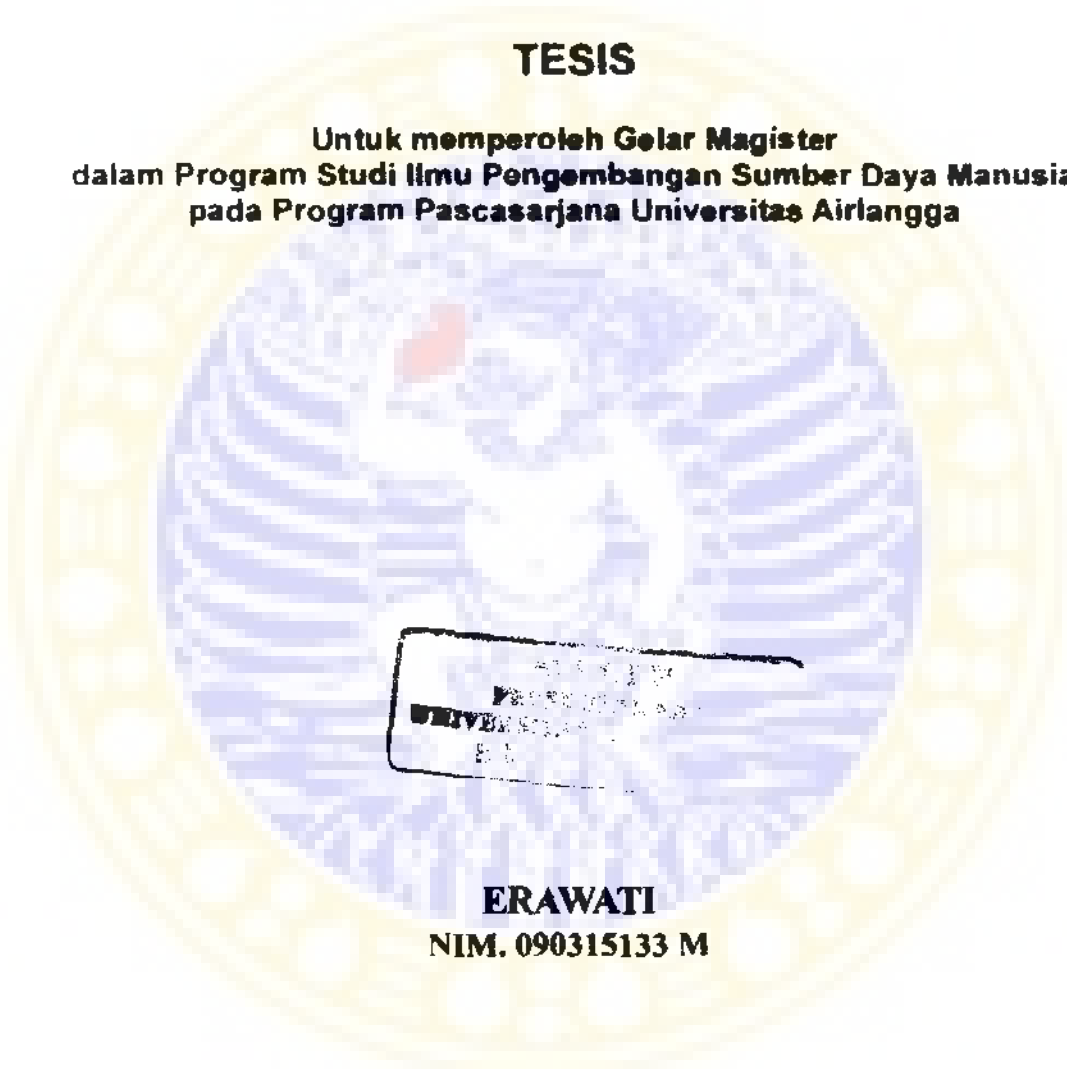 TESIS
Untuk memperoleh Gelar Magister
dalam Program Studi Ilmu Pengembangan Sumber Daya Manusia
pada Program Pascasarjana Universitas Airlangga
ERAWATI
NIM. 090315133 M